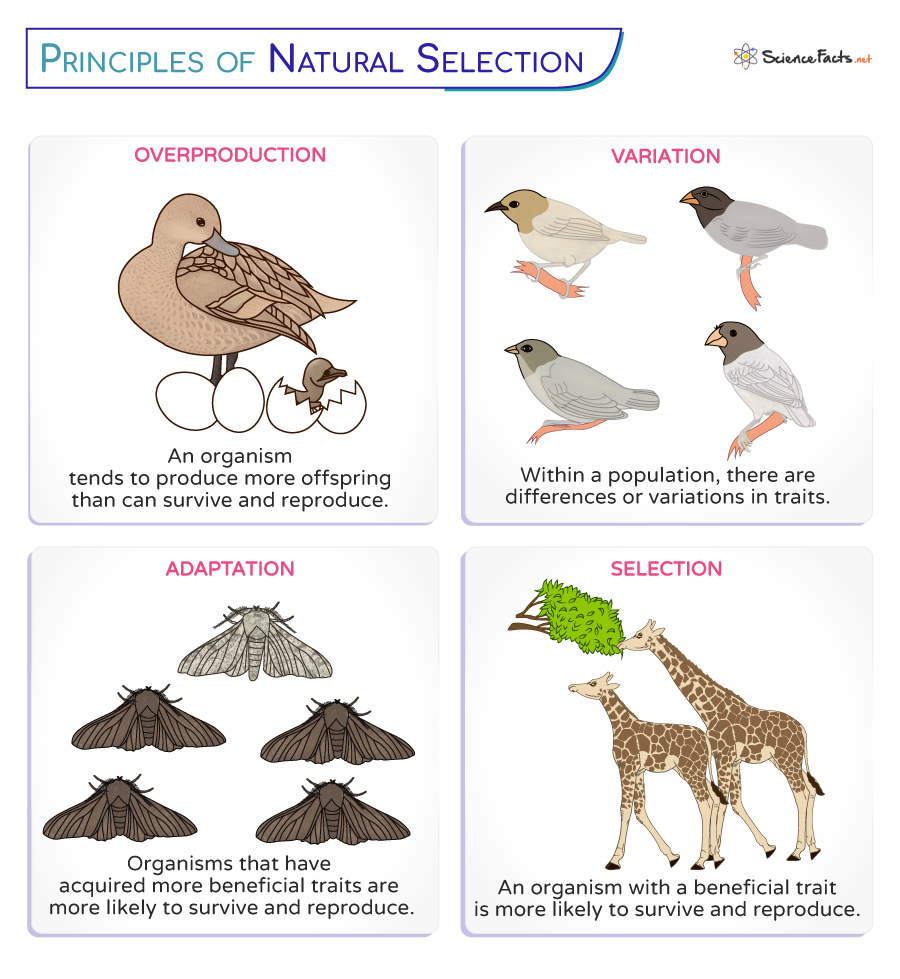 Principles of Natural Selection
ScienceFacts.net
OVERPRODUCTION
An organism
tends to produce more offspring
than can survive and reproduce.
VARIATION
Within a population, there are
differences or variations in traits.
ADAPTATION
Organisms that have
acquired more beneficial traits are
more likely to survive and reproduce.
SELECTION
An organism with a beneficial trait
is more likely to survive and reproduce.